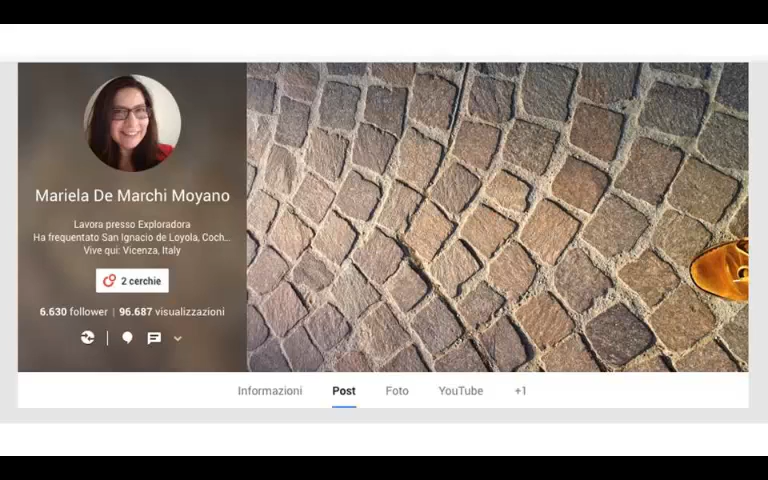 Mariela De Marchi Moyano
Lavora presso Exploradora
Ha frequentato San Ignacio de Loyola, Coch...
Vive qui: Vicenza, Italy
2 cerchie
6.630 follower | 96.687 visualizzazioni
Informazioni Post Foto YouTube +1